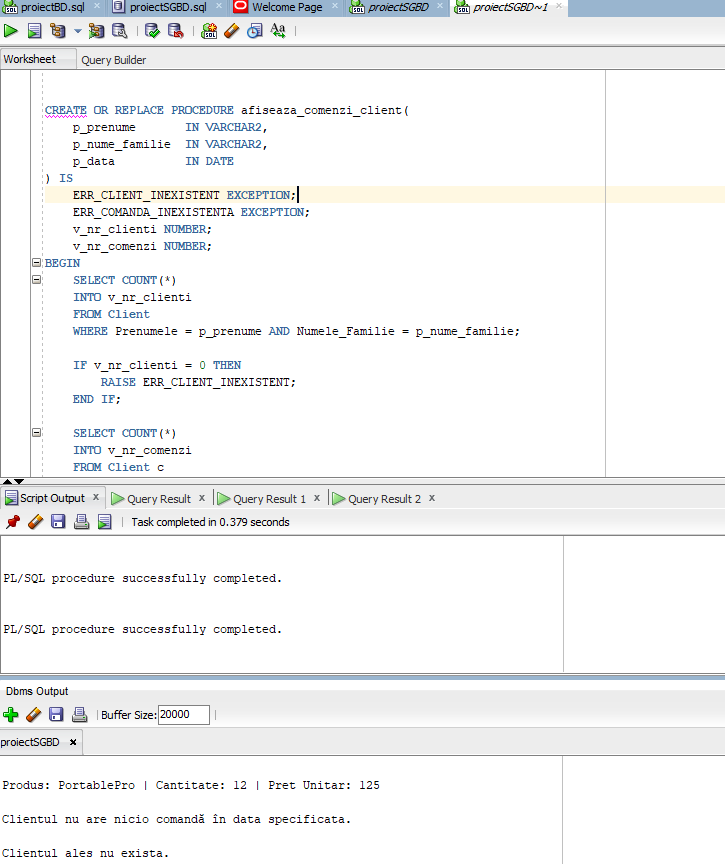 proiectBD.sql
proiectSGBD.sql
Welcome Page
proiectSGBD
proiectSGBD~1
Worksheet
Query Builder
CREATE OR REPLACE PROCEDURE afiseaza_comenzi_client(
p_prenume IN VARCHAR2,
p_nume_familie IN VARCHAR2,
p_data IN DATE
) IS
ERR_CLIENT_INEXISTENT EXCEPTION;
ERR_COMANDA_INEXISTENTA EXCEPTION;
v_nr_clienti NUMBER;
v_nr_comenzi NUMBER;
BEGIN
SELECT COUNT(*)
INTO v_nr_clienti
FROM Client
WHERE Prenumele = p_prenume AND Numele_Familie = p_nume_familie;
IF v_nr_clienti = 0 THEN
RAISE ERR_CLIENT_INEXISTENT;
END IF;
SELECT COUNT(*)
INTO v_nr_comenzi
FROM Client c
Script Output x
Query Result x
Query Result 1 x
Query Result 2 x
Task completed in 0.379 seconds
PL/SQL procedure successfully completed.
PL/SQL procedure successfully completed.
Dbms Output
Buffer Size: 20000
proiectSGBD x
Produs: PortablePro | Cantitate: 12 | Pret Unitar: 125
Clientul nu are nicio comandă în data specificata.
Clientul ales nu exista.